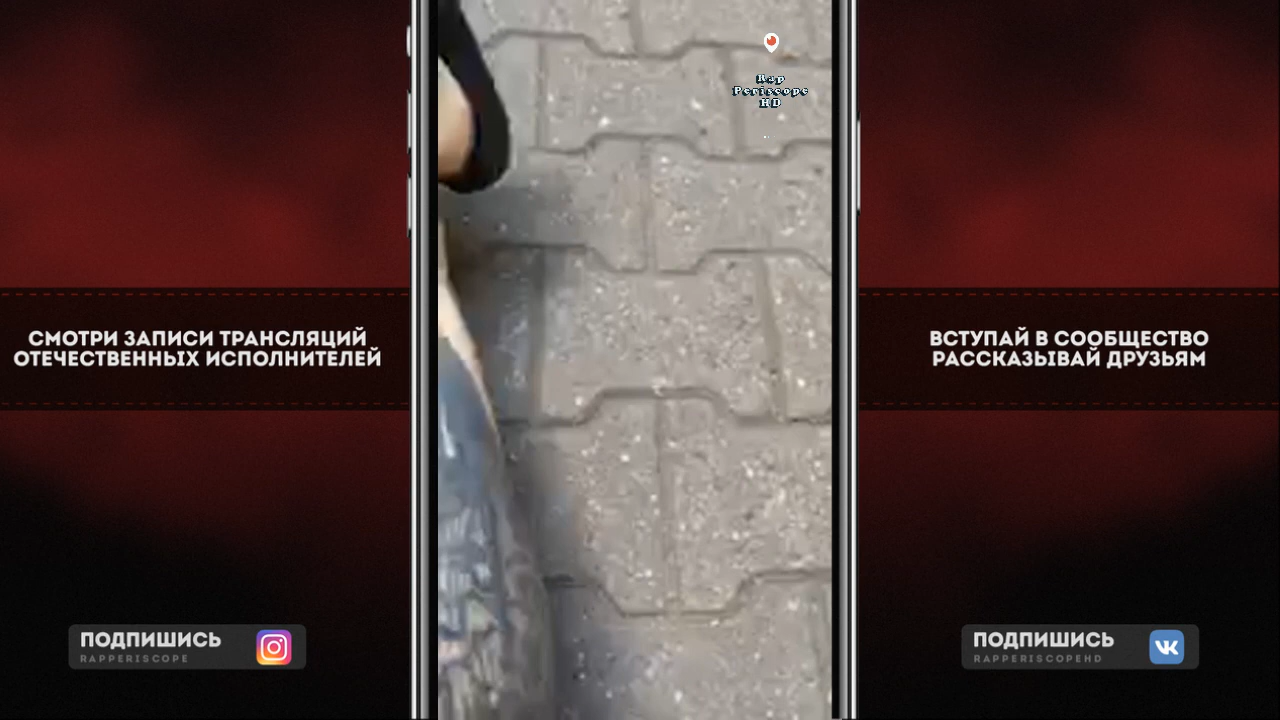 Rap
Periscope
HD
СМОТРИ ЗАПИСИ ТРАНСЛЯЦИЙ
ОТЕЧЕСТВЕННЫХ ИСПОЛНИТЕЛЕЙ
ВСТУПАЙ В СООБЩЕСТВО
РАССКАЗЫВАЙ ДРУЗЬЯМ
ПОДПИШИСЬ
RAPPERISCOPE
ПОДПИШИСЬ
RAPPERISCOPEHD